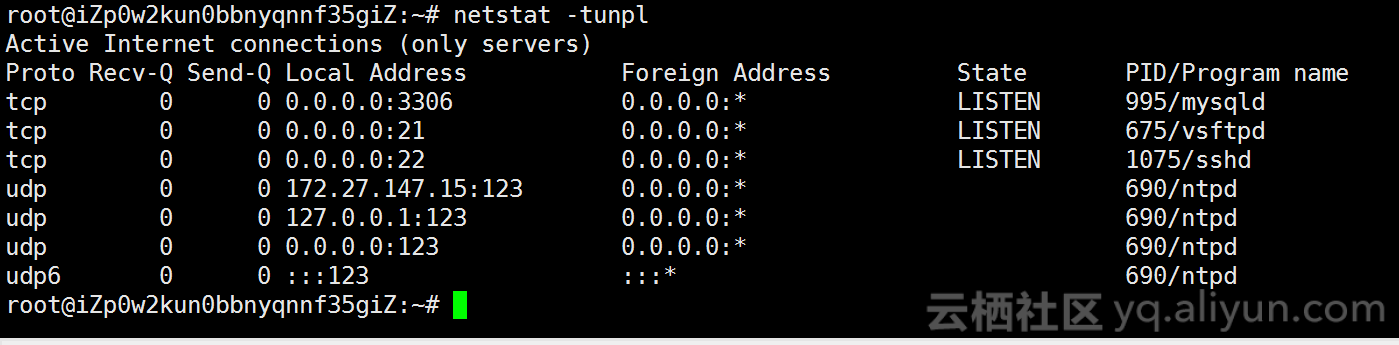 root@iZp0w2kun0bbnyqnnf35giZ:~# netstat -tunpl
Active Internet connections (only servers)
Proto Recv-Q Send-Q Local Address           Foreign Address         State       PID/Program name
tcp        0      0 0.0.0.0:3306            0.0.0.0:*               LISTEN      995/mysqld
tcp        0      0 0.0.0.0:21              0.0.0.0:*               LISTEN      675/vsftpd
tcp        0      0 0.0.0.0:22              0.0.0.0:*               LISTEN      1075/sshd
udp        0      0 172.27.147.15:123       0.0.0.0:*                           690/ntpd
udp        0      0 127.0.0.1:123           0.0.0.0:*                           690/ntpd
udp        0      0 0.0.0.0:123             0.0.0.0:*                           690/ntpd
udp6       0      0 :::123                  :::*                                690/ntpd
root@iZp0w2kun0bbnyqnnf35giZ:~#
云栖社区 yq.aliyun.com